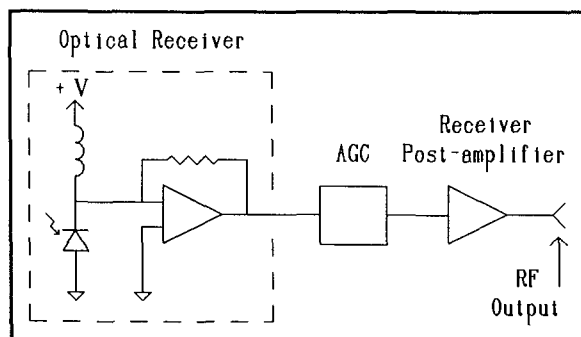 Optical Receiver
+ V
Receiver
AGC
Post-amplifier
RF
Output